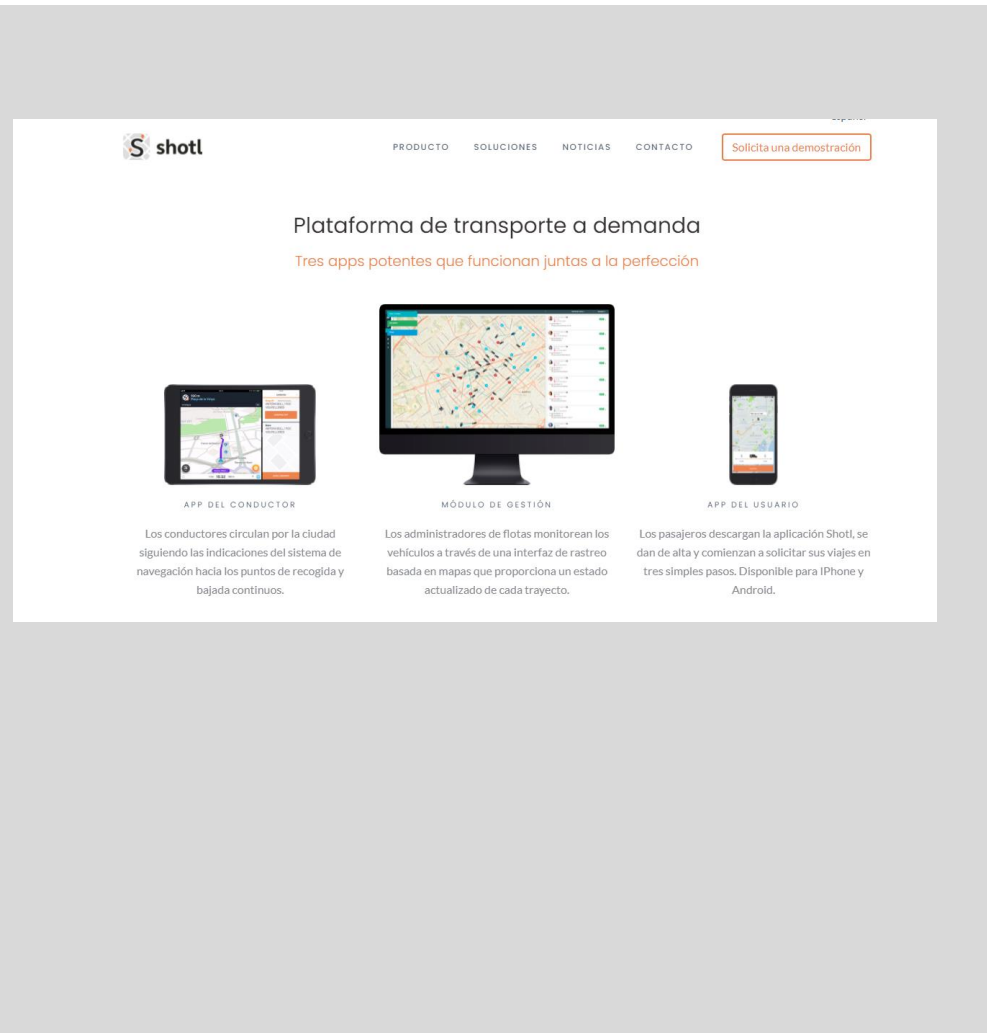 shotl
PRODUCTO SOLUCIONES NOTICIAS CONTACTO Solicita una demostración
Plataforma de transporte a demanda
Tres apps potentes que funcionan juntas a la perfección
APP DEL CONDUCTOR
Los conductores circulan por la ciudad
siguiendo las indicaciones del sistema de
navegación hacia los puntos de recogida y
bajada continuos.
MÓDULO DE GESTIÓN
Los administradores de flotas monitorean los
vehículos a través de una interfaz de rastreo
basada en mapas que proporciona un estado
actualizado de cada trayecto.
APP DEL USUARIO
Los pasajeros descargan la aplicación Shotl, se
dan de alta y comienzan a solicitar sus viajes en
tres simples pasos. Disponible para IPhone y
Android.